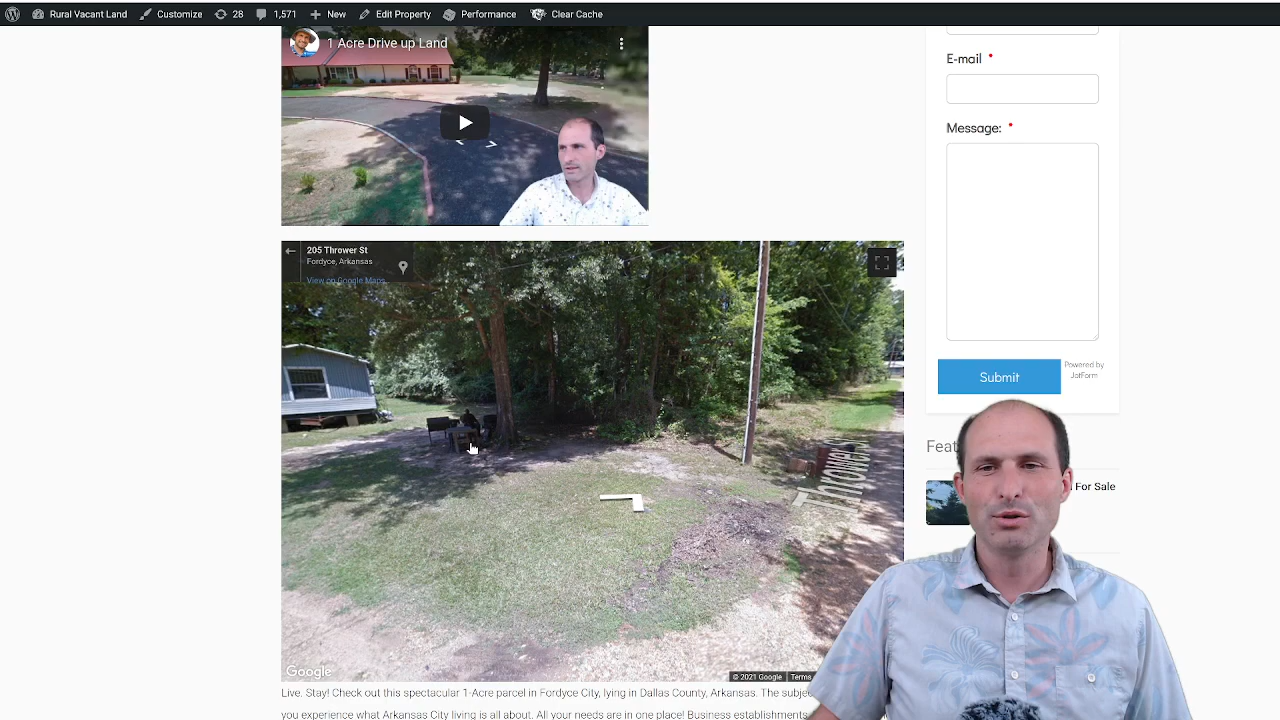 Rural Vacant Land Customize 28 1,571 New Edit Property Performance Clear Cache
1 Acre Drive up Land
E-mail *
Message: *
205 Thrower St
Fordyce, Arkansas
View on Google Maps
Submit
Powered by
JotForm
Thrower
Feat
For Sale
Google
© 2021 Google
Terms
Live. Stay! Check out this spectacular 1-Acre parcel in Fordyce City, lying in Dallas County, Arkansas. The subje
you experience what Arkansas City living is all about. All your needs are in one place! Business establishments